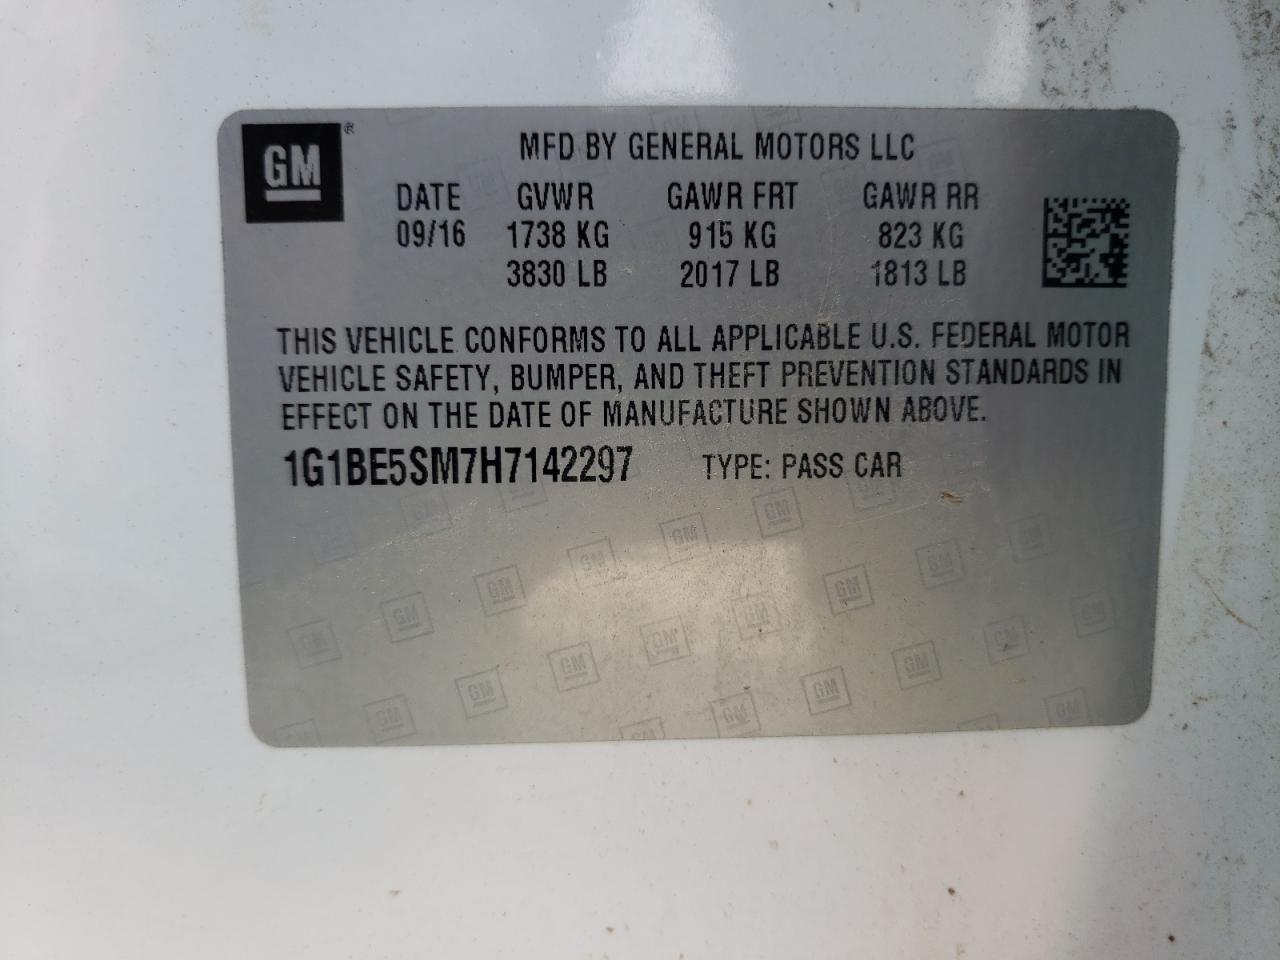 GM
MFD BY GENERAL MOTORS LLC
DATE GVWR GAWR FRT GAWR RR
09/16 1738 KG 915 KG 823 KG
3830 LB 2017 LB 1813 LB
THIS VEHICLE CONFORMS TO ALL APPLICABLE U.S. FEDERAL MOTOR
VEHICLE SAFETY, BUMPER, AND THEFT PREVENTION STANDARDS IN
EFFECT ON THE DATE OF MANUFACTURE SHOWN ABOVE.
1G1BE5SM7H7142297 TYPE: PASS CAR